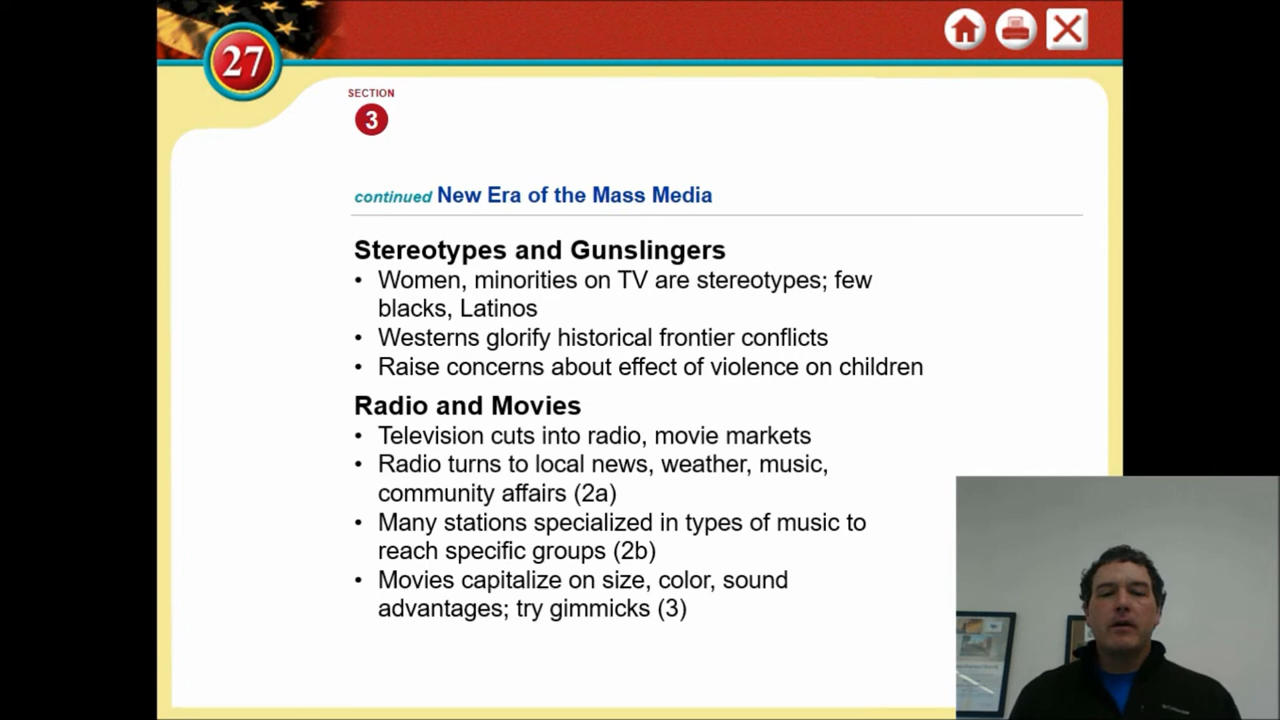 27
SECTION
3
continued New Era of the Mass Media
Stereotypes and Gunslingers
• Women, minorities on TV are stereotypes; few
blacks, Latinos
• Westerns glorify historical frontier conflicts
• Raise concerns about effect of violence on children
Radio and Movies
• Television cuts into radio, movie markets
• Radio turns to local news, weather, music,
community affairs (2a)
• Many stations specialized in types of music to
reach specific groups (2b)
• Movies capitalize on size, color, sound
advantages; try gimmicks (3)